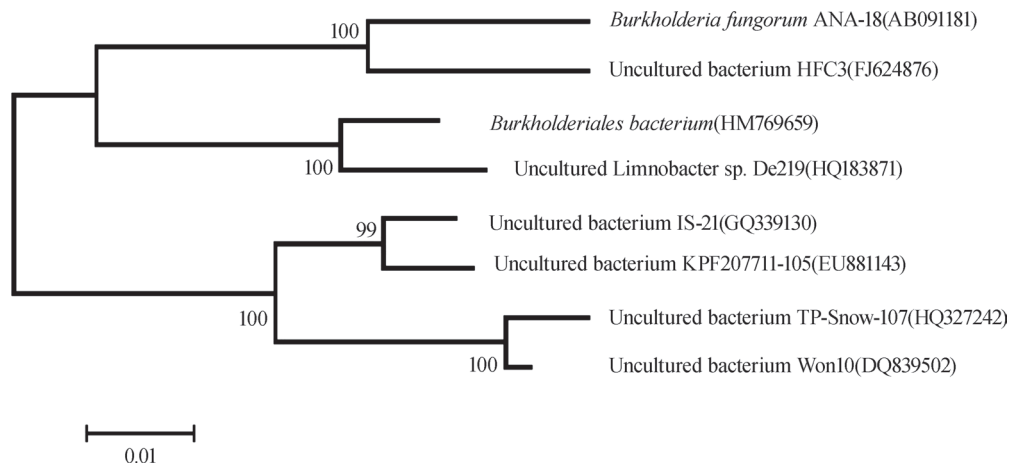 Burkholderia fungorum ANA-18(AB091181)
100
Uncultured bacterium HFC3(FJ624876)
Burkholderiales bacterium(HM769659)
100
Uncultured Limnobacter sp. De219(HQ183871)
Uncultured bacterium IS-21(GQ339130)
99
Uncultured bacterium KPF207711-105(EU881143)
100
Uncultured bacterium TP-Snow-107(HQ327242)
100
Uncultured bacterium Won10(DQ839502)
0.01